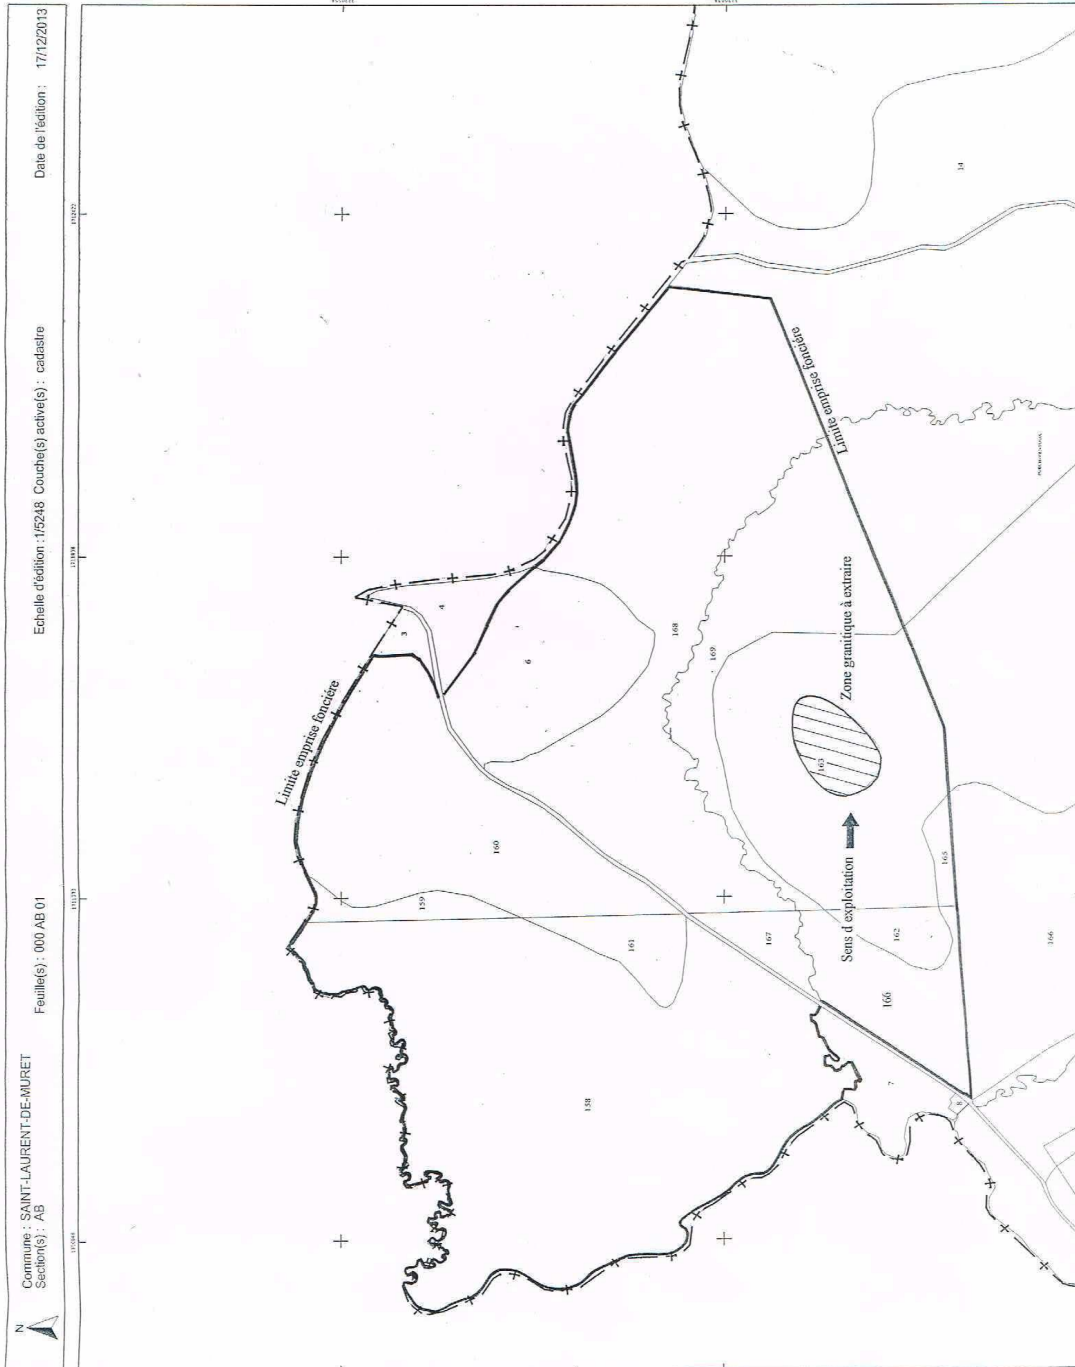 N
Commune : SAINT-LAURENT-DE-MURET
Section(s) : AB
Feuille(s) : 000 AB 01
Echelle d'édition :1/5248 Couche(s) active(s) : cadastre
Date de l'édition : 17/12/2013
Limite emprise foncière
3
4
6
160
159
161
158
168
169
167
163
Zone granitique à extraire
Sens d exploitation
162
165
166
166
7
8
14
Limite emprise foncière